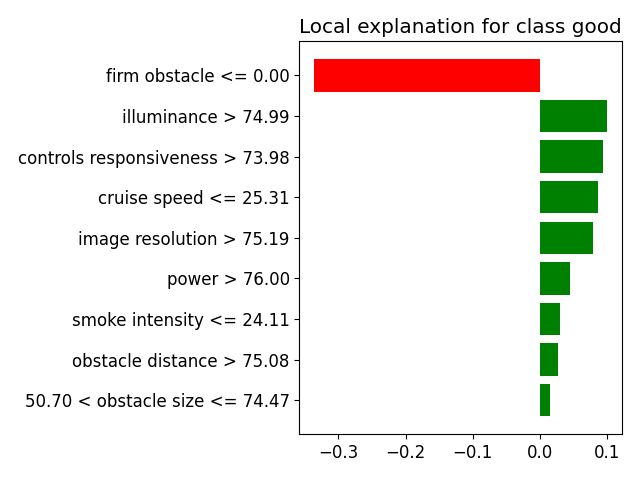 Local explanation for class good
firm obstacle <= 0.00
illuminance > 74.99
controls responsiveness > 73.98
cruise speed <= 25.31
image resolution > 75.19
power > 76.00
smoke intensity <= 24.11
obstacle distance > 75.08
50.70 < obstacle size <= 74.47
−0.3 −0.2 −0.1 0.0 0.1